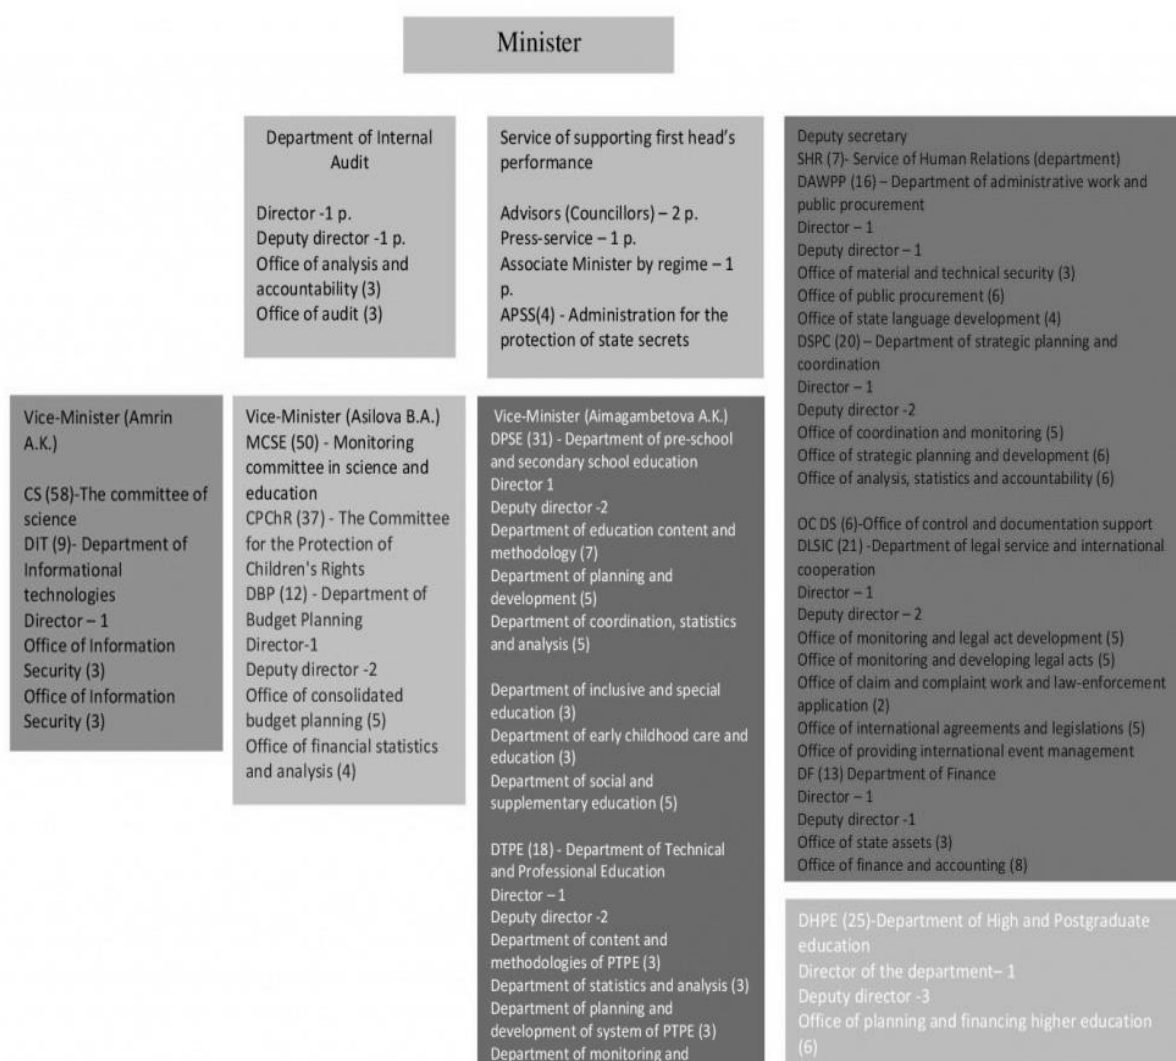 Minister
Department of Internal
Audit
Director -1 p.
Deputy director -1 p.
Office of analysis and
accountability (3)
Office of audit (3)
Service of supporting first head's
performance
Advisors (Councillors) – 2 p.
Press-service – 1 p.
Associate Minister by regime – 1
p.
APSS(4) - Administration for the
protection of state secrets
Deputy secretary
SHR (7)- Service of Human Relations (department)
DAWPP (16) – Department of administrative work and
public procurement
Director – 1
Deputy director – 1
Office of material and technical security (3)
Office of public procurement (6)
Office of state language development (4)
DSPC (20) – Department of strategic planning and
coordination
Director – 1
Deputy director -2
Office of coordination and monitoring (5)
Office of strategic planning and development (6)
Office of analysis, statistics and accountability (6)
OC DS (6)-Office of control and documentation support
DLSIC (21) -Department of legal service and international
cooperation
Director – 1
Deputy director – 2
Office of monitoring and legal act development (5)
Office of monitoring and developing legal acts (5)
Office of claim and complaint work and law-enforcement
application (2)
Office of international agreements and legislations (5)
Office of providing international event management
DF (13) Department of Finance
Director – 1
Deputy director -1
Office of state assets (3)
Office of finance and accounting (8)
Vice-Minister (Amrin
A.K.)
CS (58)-The committee of
science
DIT (9)- Department of
Informational
technologies
Director – 1
Office of Information
Security (3)
Office of Information
Security (3)
Vice-Minister (Asilova B.A.)
MCSE (50) - Monitoring
committee in science and
education
CPChR (37) - The Committee
for the Protection of
Children's Rights
DBP (12) - Department of
Budget Planning
Director-1
Deputy director -2
Office of consolidated
budget planning (5)
Office of financial statistics
and analysis (4)
Vice-Minister (Aimagambetova A.K.)
DPSE (31) - Department of pre-school
and secondary school education
Director 1
Deputy director -2
Department of education content and
methodology (7)
Department of planning and
development (5)
Department of coordination, statistics
and analysis (5)
Department of inclusive and special
education (3)
Department of early childhood care and
education (3)
Department of social and
supplementary education (5)
DTPE (18) - Department of Technical
and Professional Education
Director – 1
Deputy director -2
Department of content and
methodologies of PTPE (3)
Department of statistics and analysis (3)
Department of planning and
development of system of PTPE (3)
Department of monitoring and
DHPE (25)-Department of High and Postgraduate
education
Director of the department– 1
Deputy director -3
Office of planning and financing higher education
(6)